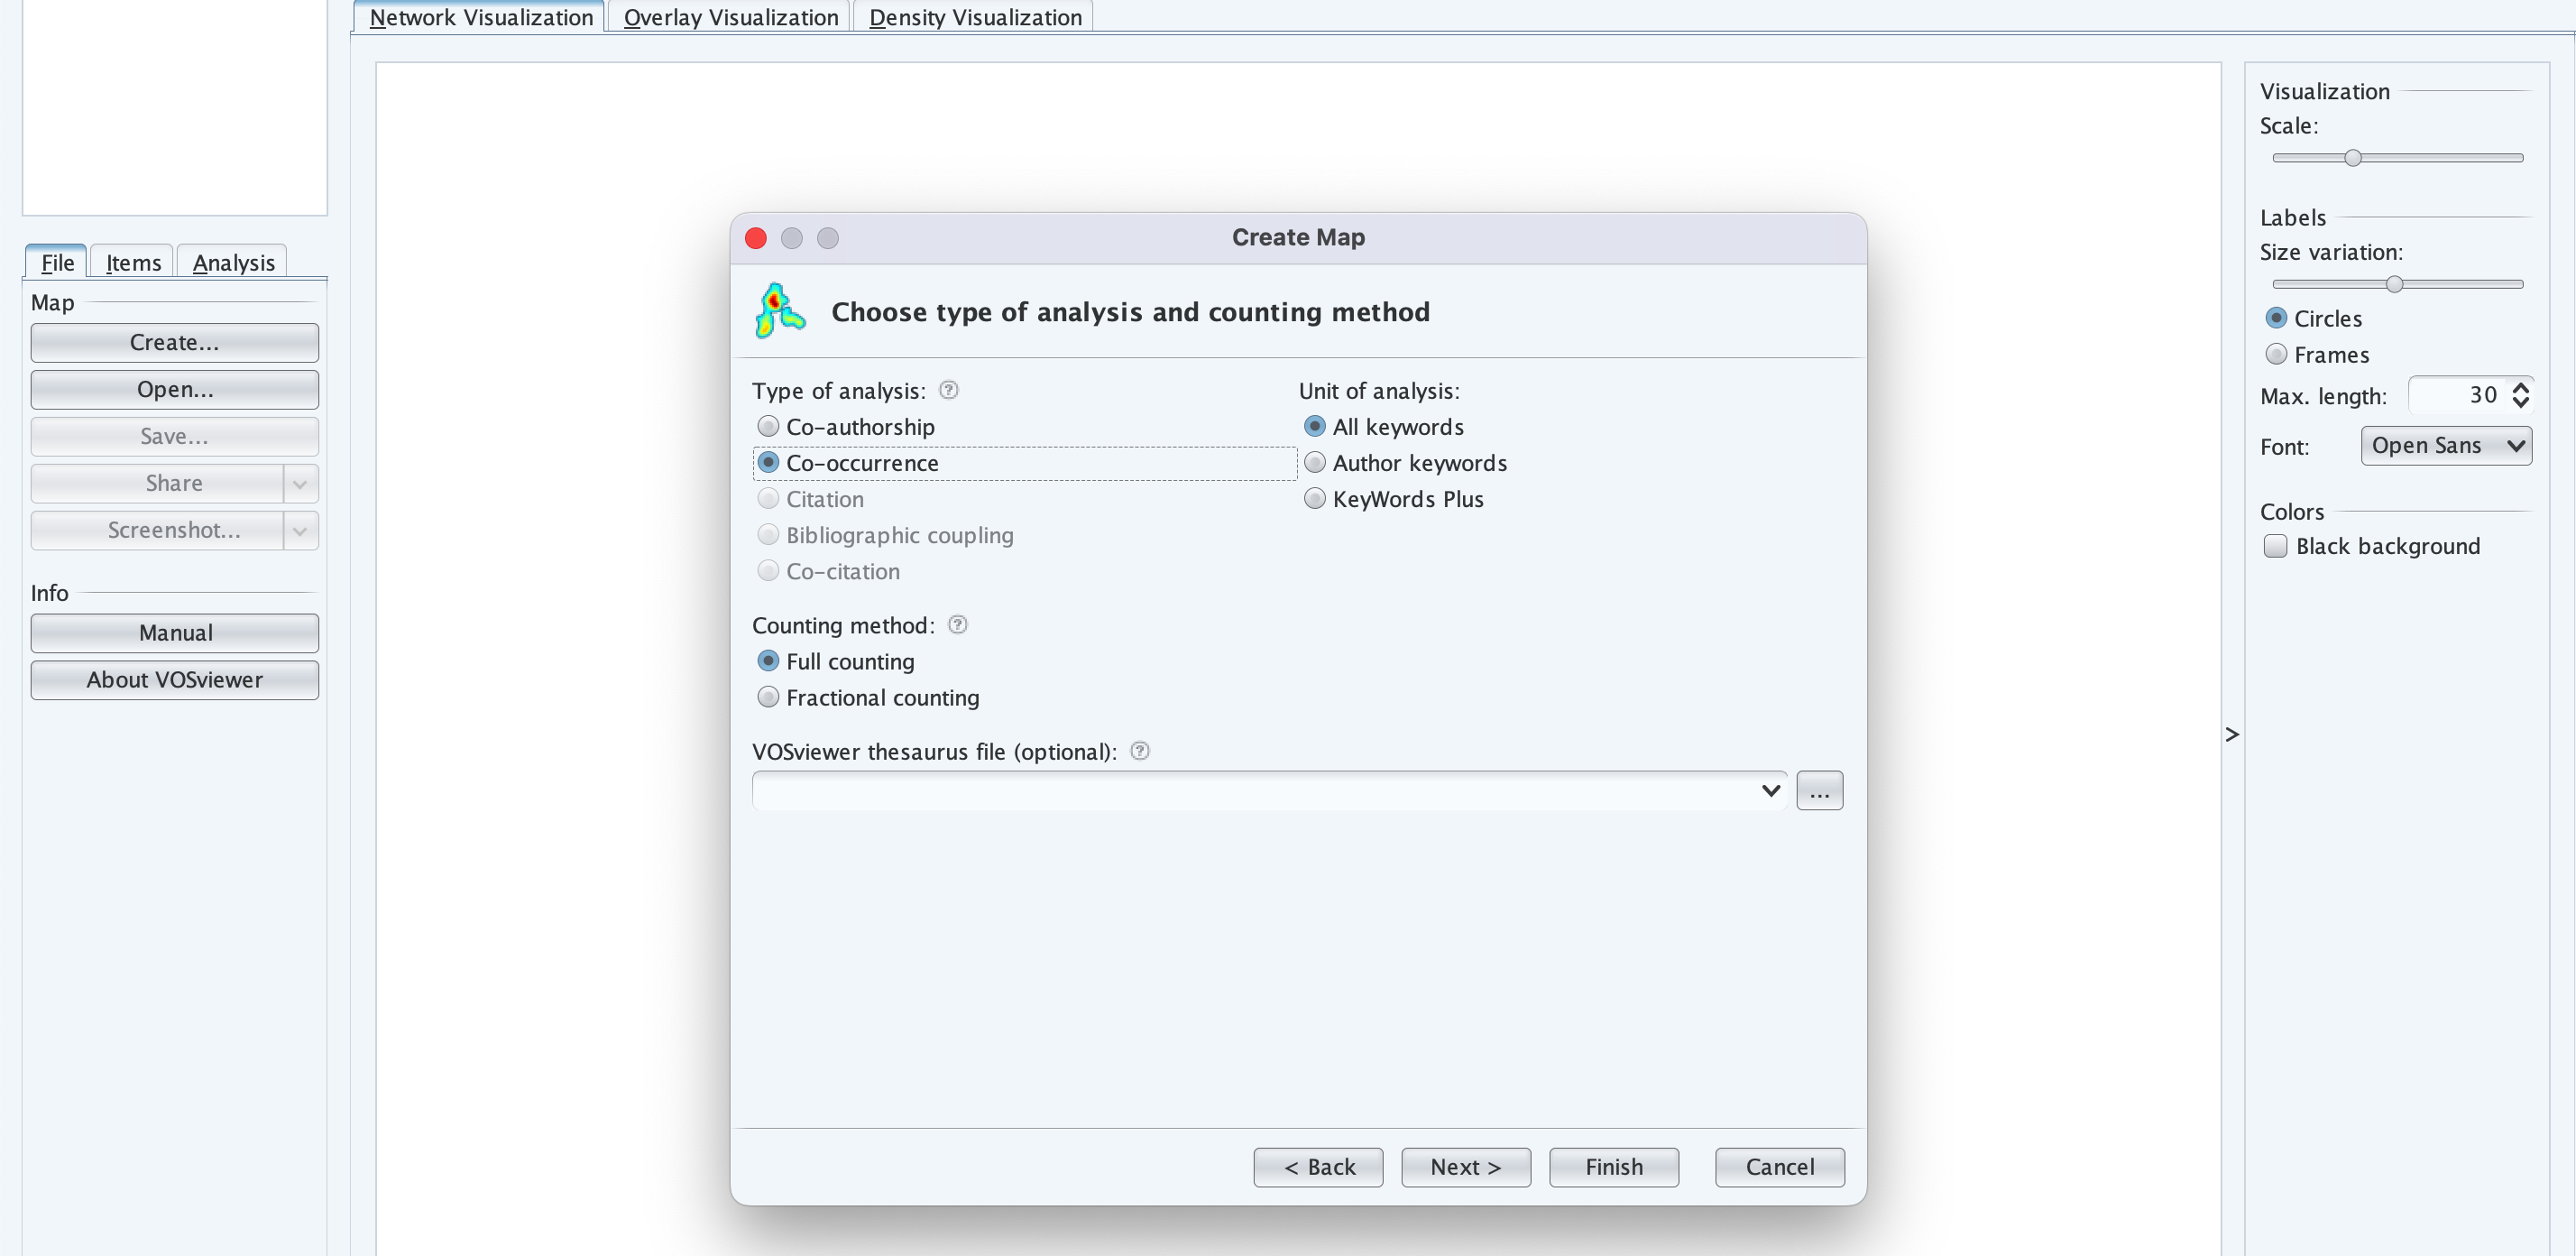 Network Visualization
Overlay Visualization
Density Visualization
File
Items
Analysis
Map
Create...
Open...
Save...
Share
Screenshot...
Info
Manual
About VOSviewer
Create Map
Choose type of analysis and counting method
Type of analysis: ?
Co-authorship
Co-occurrence
Citation
Bibliographic coupling
Co-citation
Unit of analysis:
All keywords
Author keywords
KeyWords Plus
Counting method: ?
Full counting
Fractional counting
VOSviewer thesaurus file (optional): ?
...
< Back
Next >
Finish
Cancel
>
Visualization
Scale:
Labels
Size variation:
Circles
Frames
Max. length: 30
Font: Open Sans
Colors
Black background